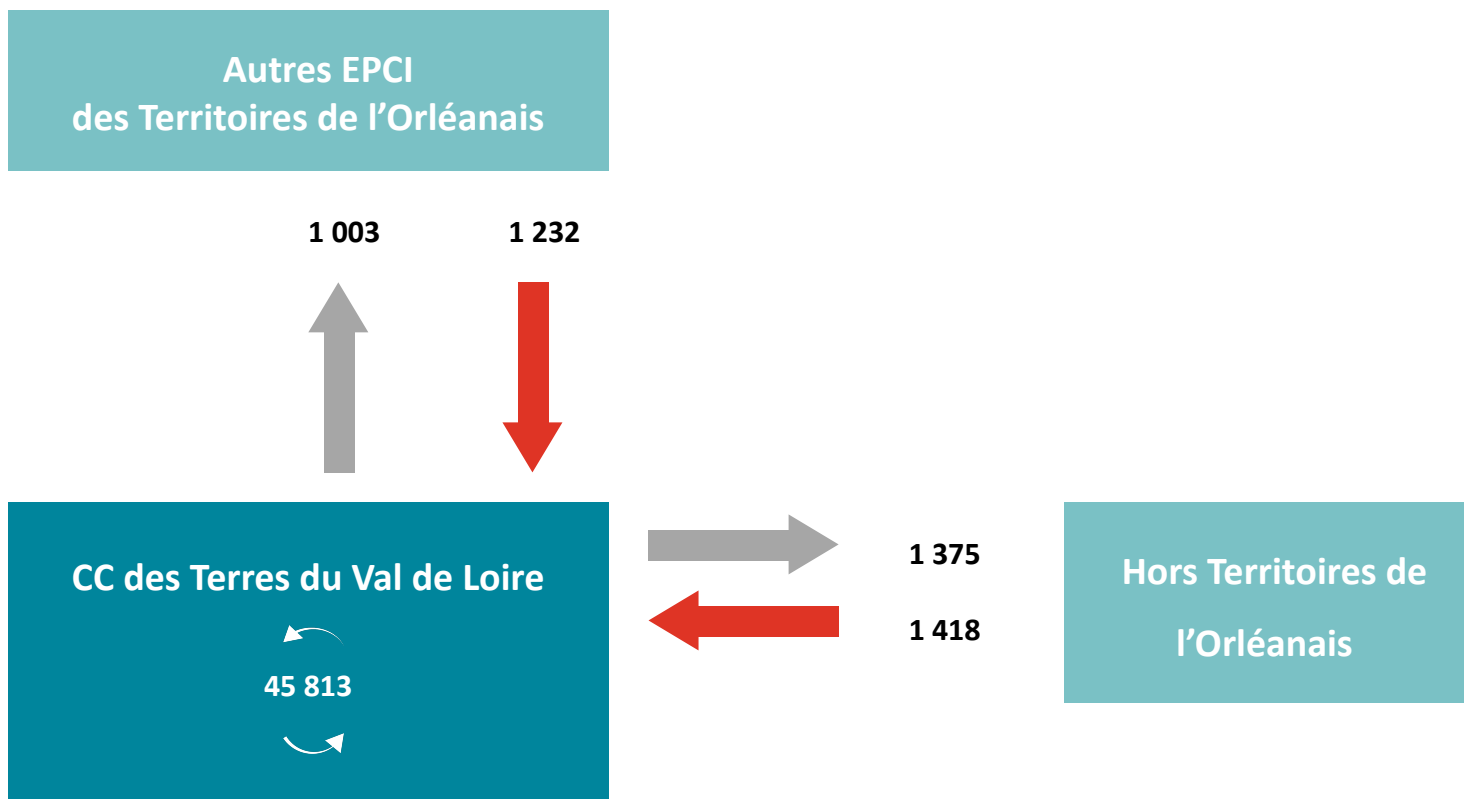 Autres EPCI
des Territoires de l’Orléanais
1 003
1 232
CC des Terres du Val de Loire
45 813
1 375
1 418
Hors Territoires de
l’Orléanais